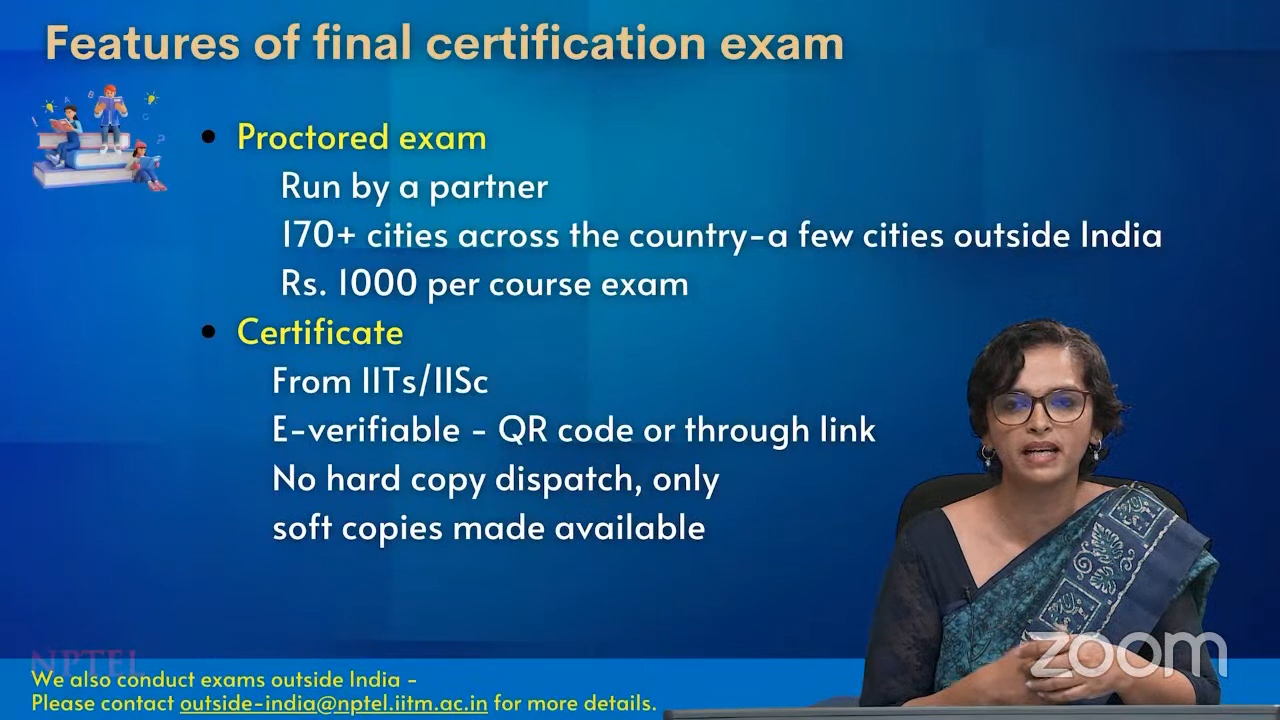 Features of final certification exam
Proctored exam
Run by a partner
170+ cities across the country-a few cities outside India
Rs. 1000 per course exam
Certificate
From IITs/IISc
E-verifiable - QR code or through link
No hard copy dispatch, only
soft copies made available
zoom
NPTEL
We also conduct exams outside India -
Please contact outside-india@nptel.iitm.ac.in for more details.